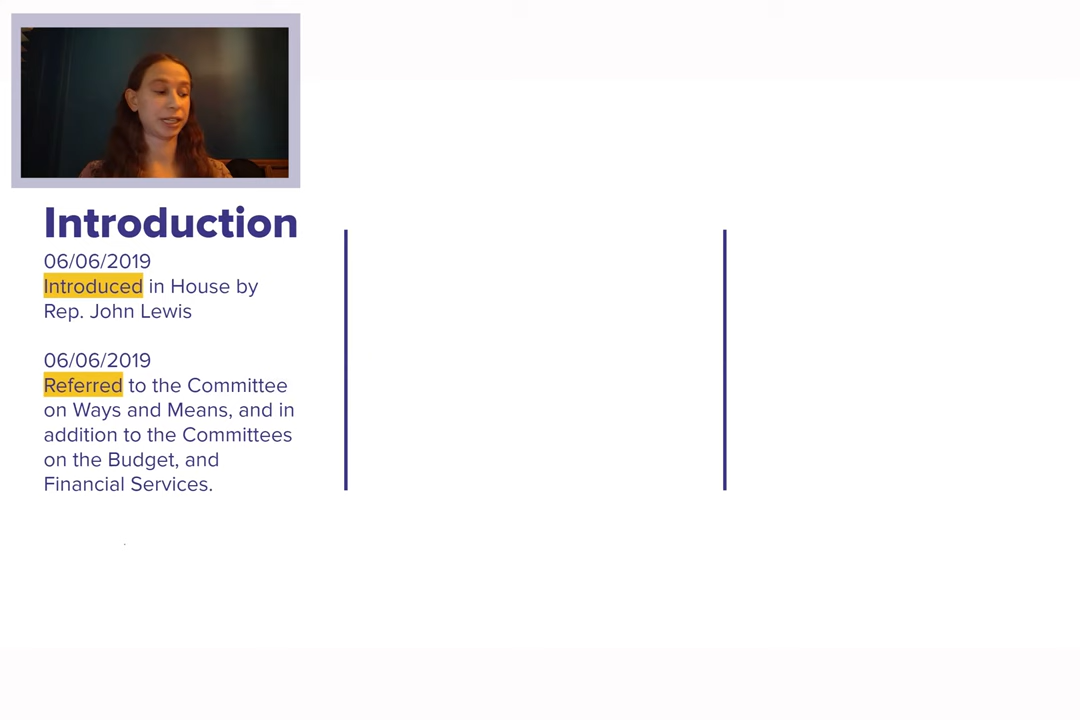 Introduction
06/06/2019
Introduced in House by
Rep. John Lewis
06/06/2019
Referred to the Committee
on Ways and Means, and in
addition to the Committees
on the Budget, and
Financial Services.